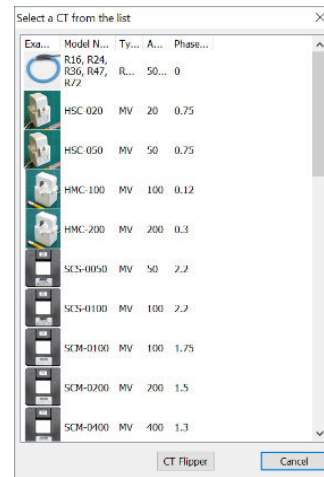 Select a CT from the list
Exa... Model N... Ty... A... Phase...
R16, R24,
R36, R47, R... 50... 0
R72
HSC-020 MV 20 0.75
HSC-050 MV 50 0.75
HMC-100 MV 100 0.12
HMC-200 MV 200 0.3
SCS-0050 MV 50 2.2
SCS-0100 MV 100 2.2
SCM-0100 MV 100 1.75
SCM-0200 MV 200 1.5
SCM-0400 MV 400 1.3
CT Flipper Cancel